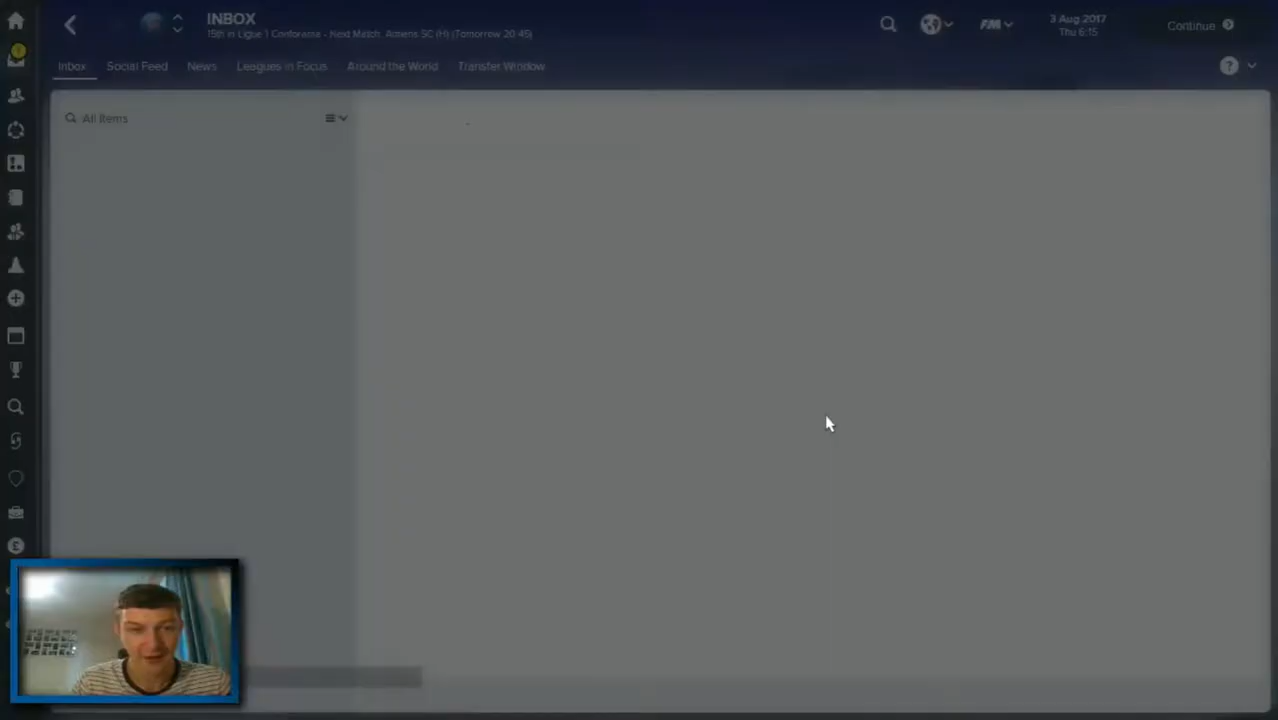 INBOX
15th in Ligue 1 Conforama - Next Match, Amiens SC (H) (Tomorrow 20:45)
FM
3 Aug 2017
Thu 6:15
Continue
Inbox
Social Feed
News
Leagues in Focus
Around the World
Transfer Window
?
All Items